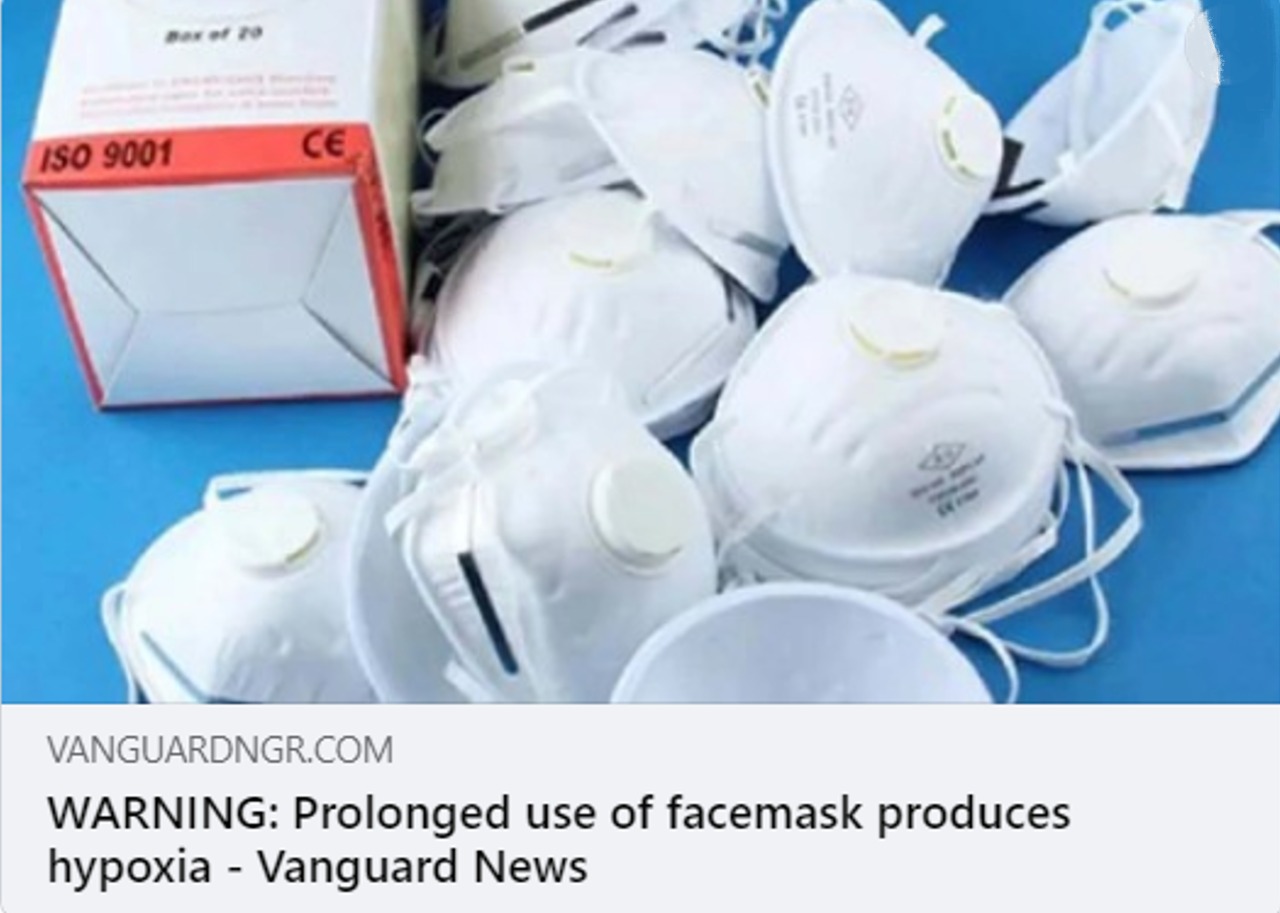 Box of 20
ISO 9001 CE
VANGUARDNGR.COM
WARNING: Prolonged use of facemask produces
hypoxia - Vanguard News